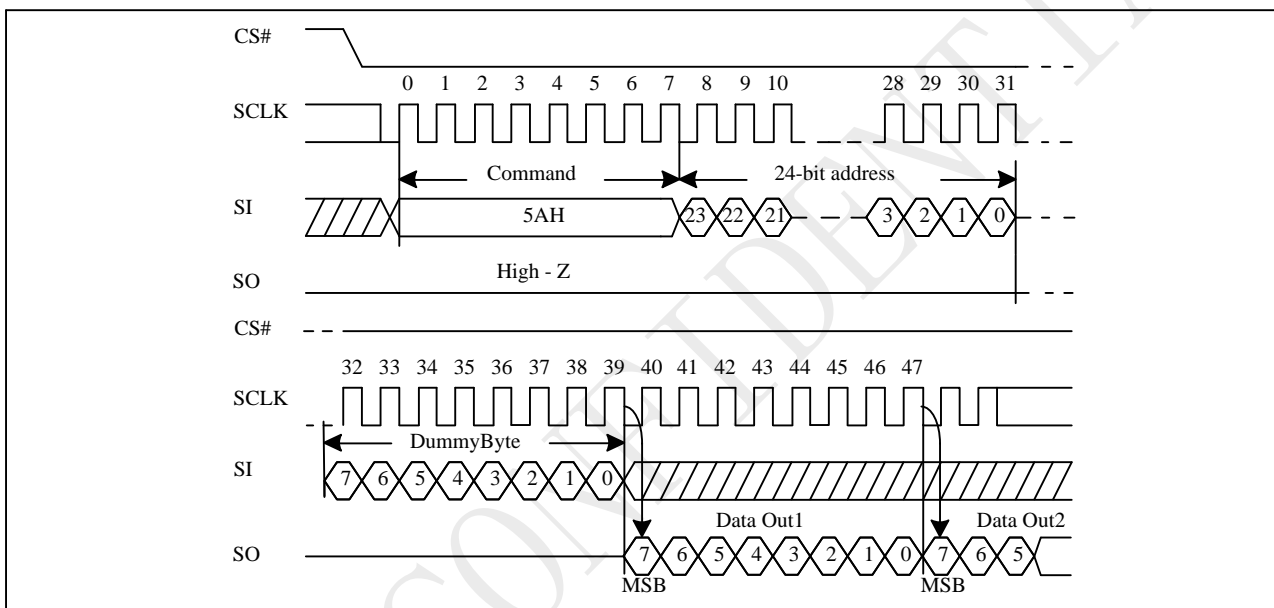 CS#
0 1 2 3 4 5 6 7 8 9 10 28 29 30 31
SCLK
Command 24-bit address
SI 5AH 23 22 21 3 2 1 0
High - Z
SO
CS#
32 33 34 35 36 37 38 39 40 41 42 43 44 45 46 47
SCLK
DummyByte
SI 7 6 5 4 3 2 1 0
Data Out1 Data Out2
SO 7 6 5 4 3 2 1 0 7 6 5
MSB MSB